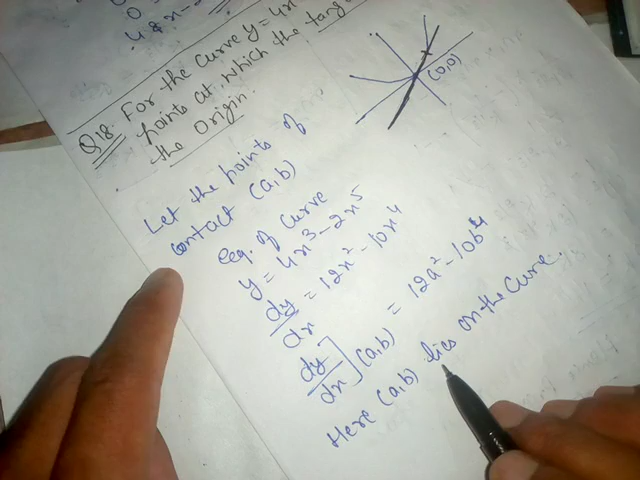 4 & x -
Q18. For the curve y = 4x
points at which the tang
the origin.
(0,0)
Let the points of
contact (a,b)
eq. of curve
y = 4x³ - 2x⁵
dy/dx = 12x² - 10x⁴
dy/dx](a,b) = 12a² - 10b⁴
Here (a,b) lies on the curve.